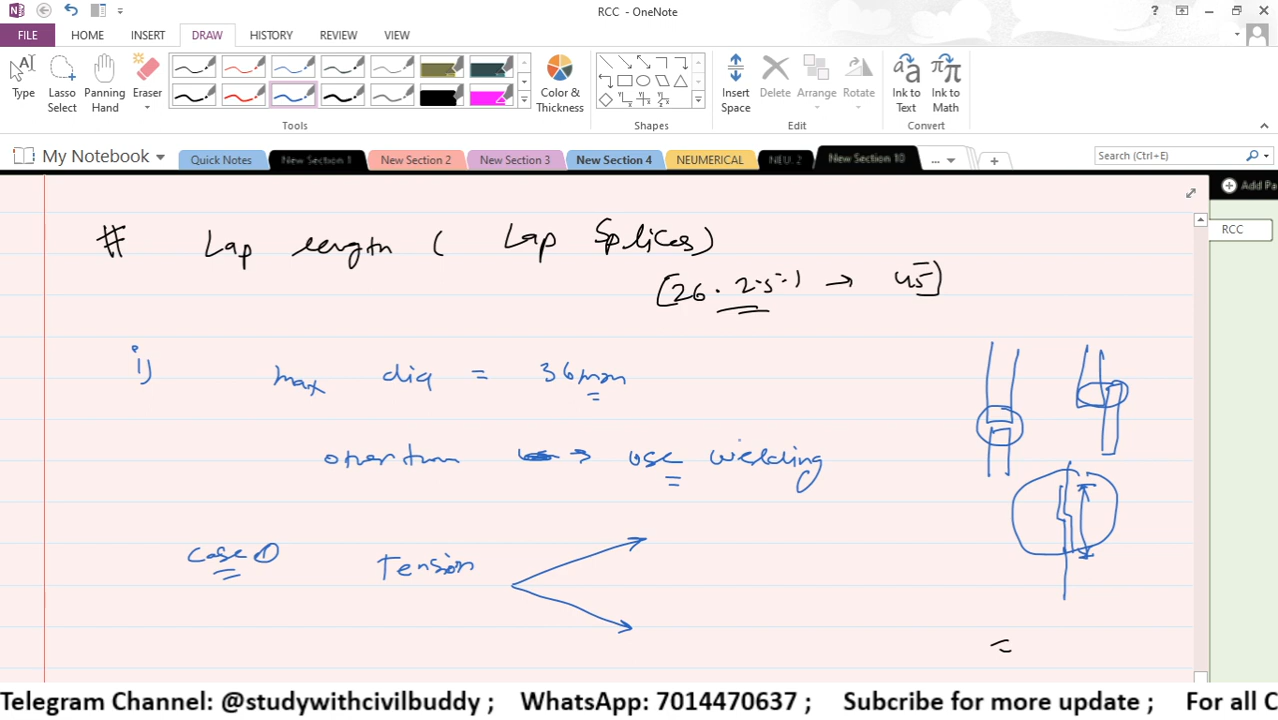 RCC - OneNote
FILE HOME INSERT DRAW HISTORY REVIEW VIEW
Type
Lasso Select
Panning Hand
Eraser
Color & Thickness
Insert Space
Delete
Arrange
Rotate
Ink to Text
Ink to Math
Tools Shapes Edit Convert
My Notebook Quick Notes New Section 1 New Section 2 New Section 3 New Section 4 NEUMERICAL NEU. 2 New Section 10 ... Search (Ctrl+E)
Add Pa
RCC
# Lap length ( Lap Splices)
[26.2.5.1 → 45]
i) max dia = 36mm
→ use welding
case ① Tension
=
Telegram Channel: @studywithcivilbuddy ; WhatsApp: 7014470637 ; Subcribe for more update ; For all C